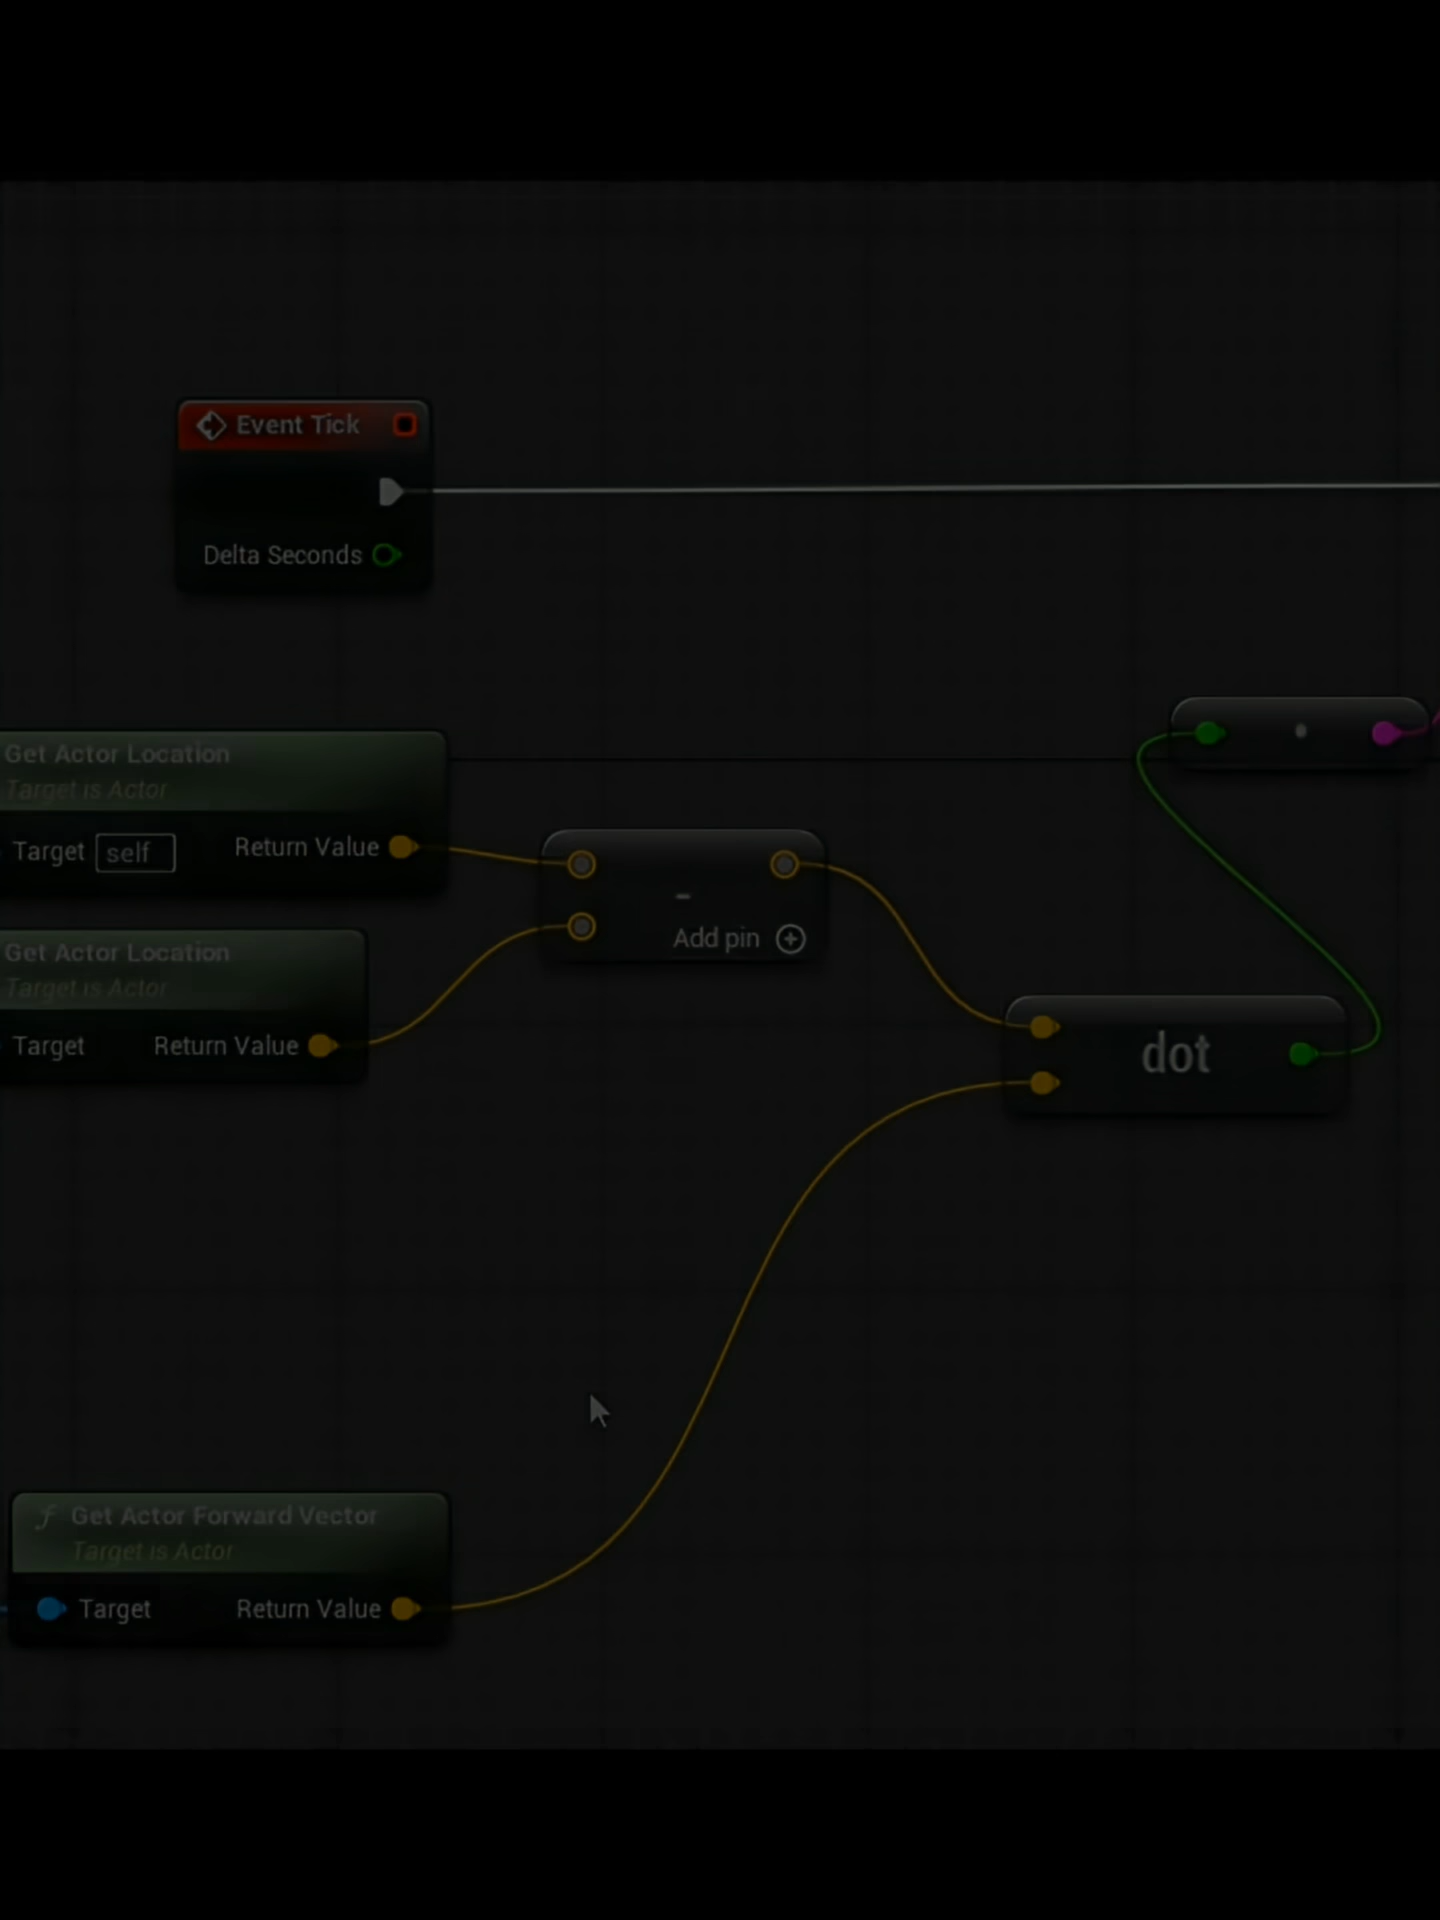 Event Tick
Delta Seconds
Get Actor Location
Target is Actor
Target self Return Value
-
Add pin
Get Actor Location
Target is Actor
Target Return Value
dot
f Get Actor Forward Vector
Target is Actor
Target Return Value